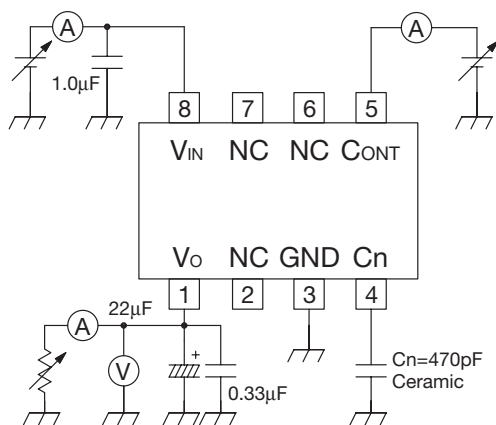 A
A
1.0µF
8 7 6 5
VIN NC NC CONT
VO NC GND Cn
1 2 3 4
22µF
A
V
+
0.33µF
Cn=470pF
Ceramic